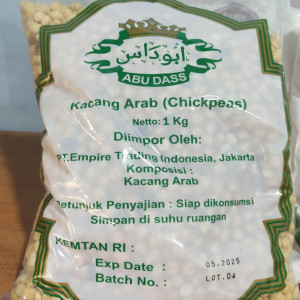 أبو داس
ABU DASS
Kacang Arab (Chickpeas)
Netto: 1 Kg
Diimpor Oleh:
PT.Empire Trading Indonesia, Jakarta
Komposisi :
Kacang Arab
Petunjuk Penyajian : Siap dikonsumsi
Simpan di suhu ruangan
KEMTAN RI :
Exp Date : 05.2025
Batch No. : LOT.04